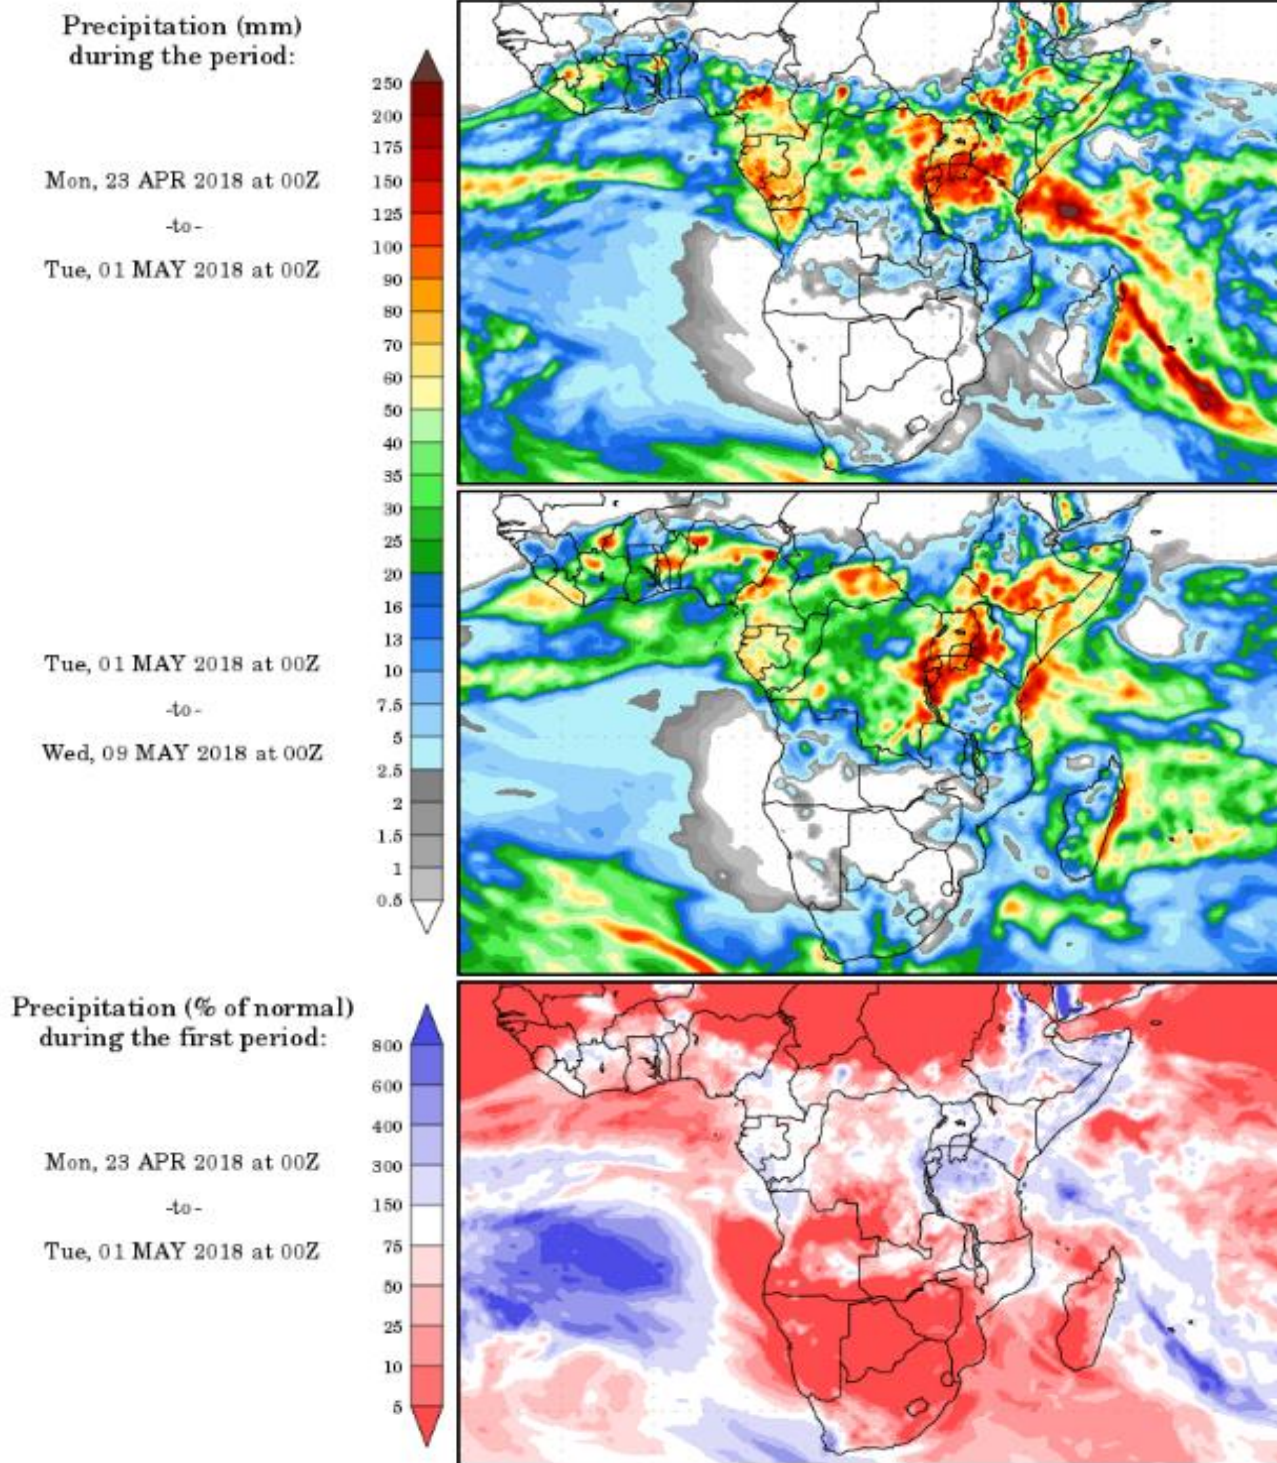 Precipitation (mm)
during the period:
Mon, 23 APR 2018 at 00Z
-to-
Tue, 01 MAY 2018 at 00Z
250
200
175
150
125
100
90
80
70
60
50
40
35
30
25
20
16
13
10
7.5
5
2.5
2
1.5
1
0.5
Tue, 01 MAY 2018 at 00Z
-to-
Wed, 09 MAY 2018 at 00Z
Precipitation (% of normal)
during the first period:
Mon, 23 APR 2018 at 00Z
-to-
Tue, 01 MAY 2018 at 00Z
800
600
400
300
150
75
50
25
10
5